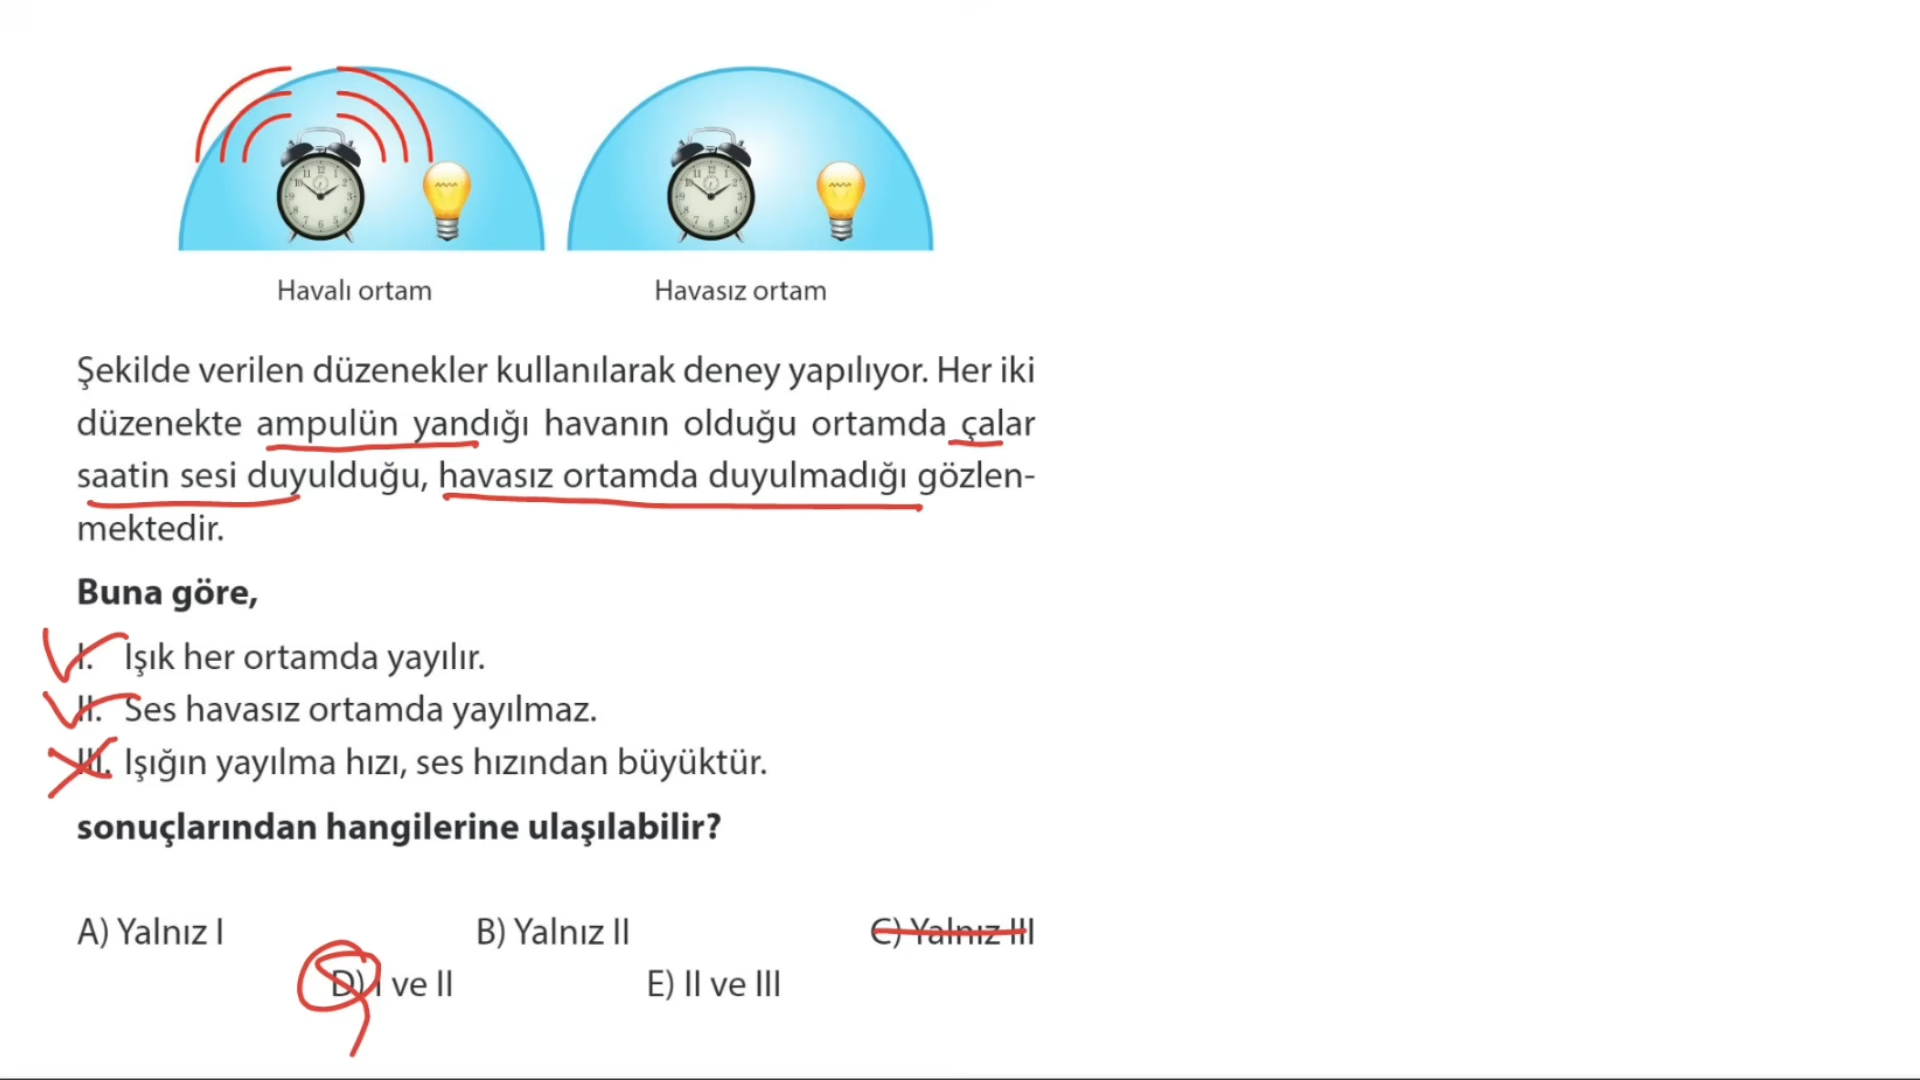 Havalı ortam
Havasız ortam
Şekilde verilen düzenekler kullanılarak deney yapılıyor. Her iki
düzenekte ampulün yandığı havanın olduğu ortamda çalar
saatin sesi duyulduğu, havasız ortamda duyulmadığı gözlen-
mektedir.
Buna göre,
I. Işık her ortamda yayılır.
II. Ses havasız ortamda yayılmaz.
III. Işığın yayılma hızı, ses hızından büyüktür.
sonuçlarından hangilerine ulaşılabilir?
A) Yalnız I
B) Yalnız II
C) Yalnız III
D) I ve II
E) II ve III